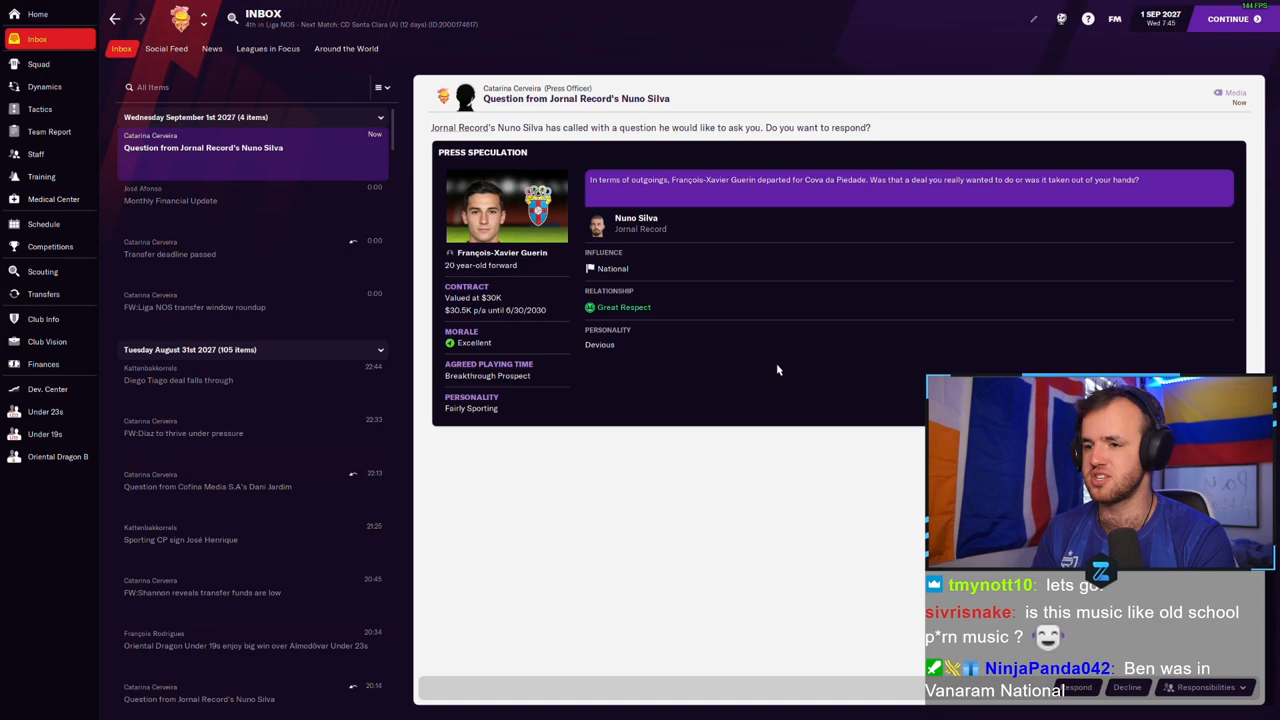 144 FPS
Home
Inbox
Squad
Dynamics
Tactics
Team Report
Staff
Training
Medical Center
Schedule
Competitions
Scouting
Transfers
Club Info
Club Vision
Finances
Dev. Center
Under 23s
Under 19s
Oriental Dragon B
INBOX
4th in Liga NOS - Next Match: CD Santa Clara (A) (12 days) (ID:2000174617)
FM
1 SEP 2027
Wed 7:45
CONTINUE
Inbox
Social Feed
News
Leagues in Focus
Around the World
All Items
Wednesday September 1st 2027 (4 items)
Catarina Cerveira
Now
Question from Jornal Record's Nuno Silva
José Afonso
0:00
Monthly Financial Update
Catarina Cerveira
0:00
Transfer deadline passed
Catarina Cerveira
0:00
FW:Liga NOS transfer window roundup
Tuesday August 31st 2027 (105 items)
Kattenbakkorrels
22:44
Diego Tiago deal falls through
Catarina Cerveira
22:33
FW:Diaz to thrive under pressure
Catarina Cerveira
22:13
Question from Cofina Media S.A's Dani Jardim
Kattenbakkorrels
21:25
Sporting CP sign José Henrique
Catarina Cerveira
20:45
FW:Shannon reveals transfer funds are low
François Rodrigues
20:34
Oriental Dragon Under 19s enjoy big win over Almodôvar Under 23s
Catarina Cerveira
20:14
Question from Jornal Record's Nuno Silva
Catarina Cerveira (Press Officer)
Question from Jornal Record's Nuno Silva
Media
Now
Jornal Record's Nuno Silva has called with a question he would like to ask you. Do you want to respond?
PRESS SPECULATION
François-Xavier Guerin
20 year-old forward
CONTRACT
Valued at $30K
$30.5K p/a until 6/30/2030
MORALE
Excellent
AGREED PLAYING TIME
Breakthrough Prospect
PERSONALITY
Fairly Sporting
In terms of outgoings, François-Xavier Guerin departed for Cova da Piedade. Was that a deal you really wanted to do or was it taken out of your hands?
Nuno Silva
Jornal Record
INFLUENCE
National
RELATIONSHIP
Great Respect
PERSONALITY
Devious
tmynott10: lets go
sivrisnake: is this music like old school
p*rn music ?
NinjaPanda042: Ben was in
Vanaram National
Respond
Decline
Responsibilities